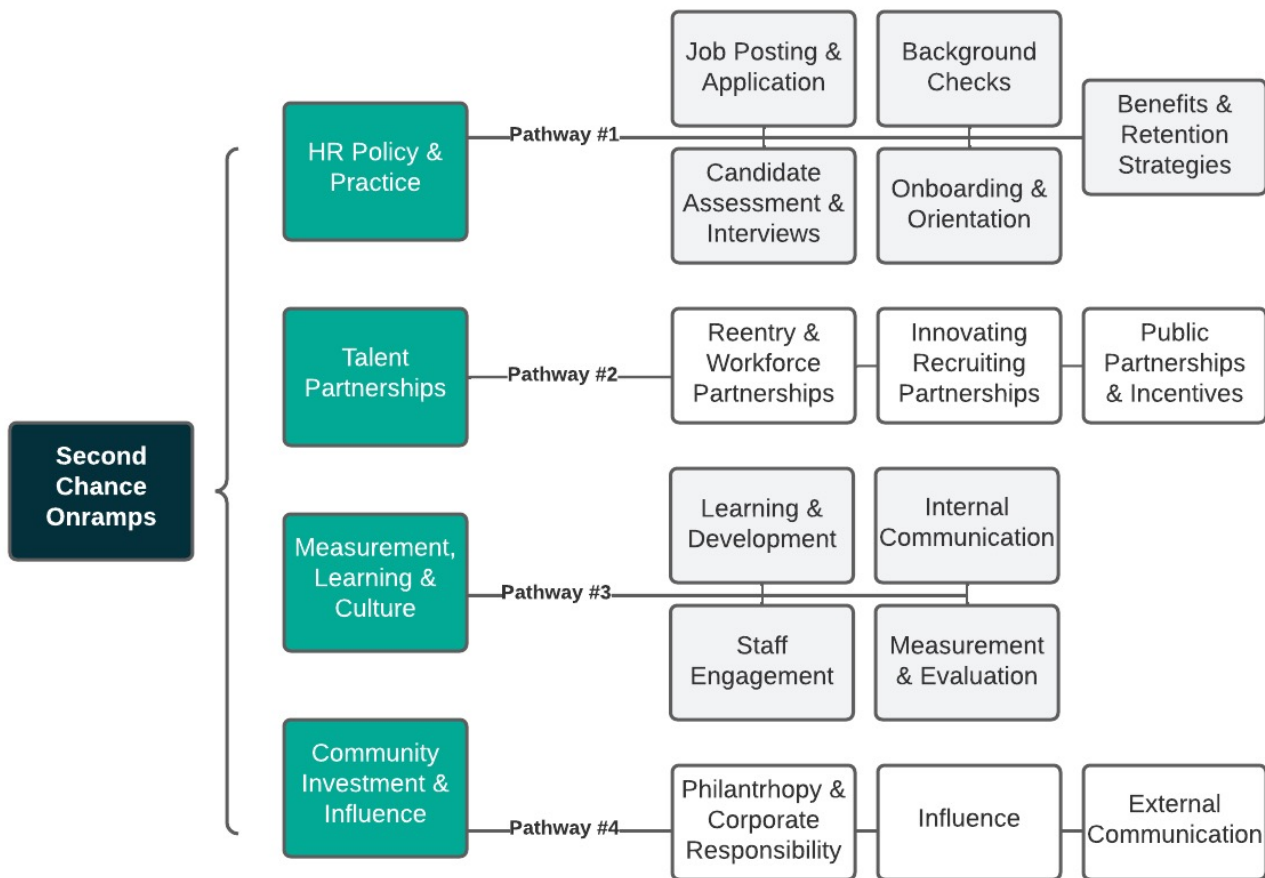 Second
Chance
Onramps
HR Policy &
Practice
Pathway #1
Job Posting &
Application
Background
Checks
Candidate
Assessment &
Interviews
Onboarding &
Orientation
Benefits &
Retention
Strategies
Talent
Partnerships
Pathway #2
Reentry &
Workforce
Partnerships
Innovating
Recruiting
Partnerships
Public
Partnerships
& Incentives
Measurement,
Learning &
Culture
Pathway #3
Learning &
Development
Internal
Communication
Staff
Engagement
Measurement
& Evaluation
Community
Investment &
Influence
Pathway #4
Philantrhopy &
Corporate
Responsibility
Influence
External
Communication